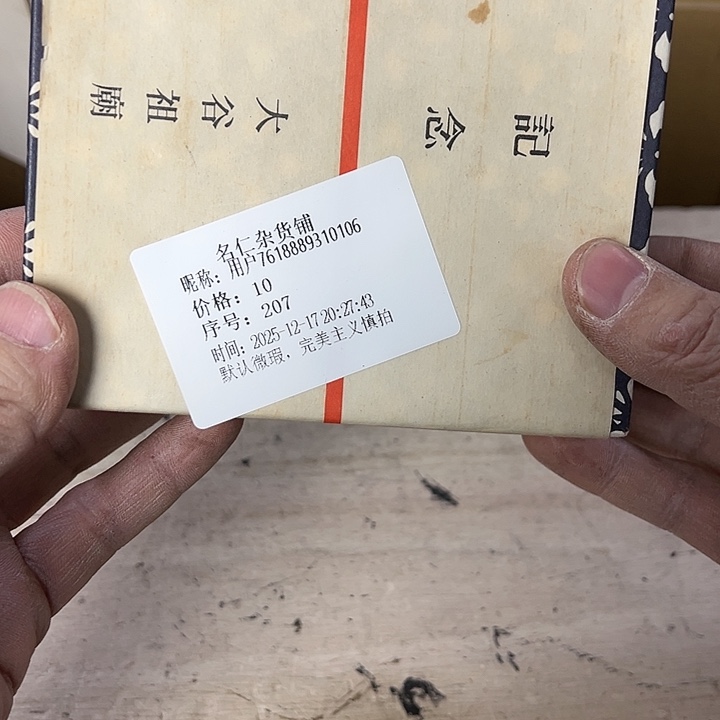 記念
大谷祖廟
名仁杂货铺
昵称：用户7618889310106
价格：10
序号：207
时间：2025-12-17 20:27:43
默认微瑕，完美主义慎拍